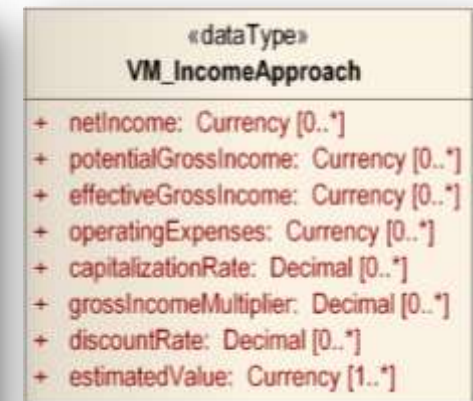 «dataType»
VM_IncomeApproach
+ netIncome: Currency [0..*]
+ potentialGrossIncome: Currency [0..*]
+ effectiveGrossIncome: Currency [0..*]
+ operatingExpenses: Currency [0..*]
+ capitalizationRate: Decimal [0..*]
+ grossIncomeMultiplier: Decimal [0..*]
+ discountRate: Decimal [0..*]
+ estimatedValue: Currency [1..*]